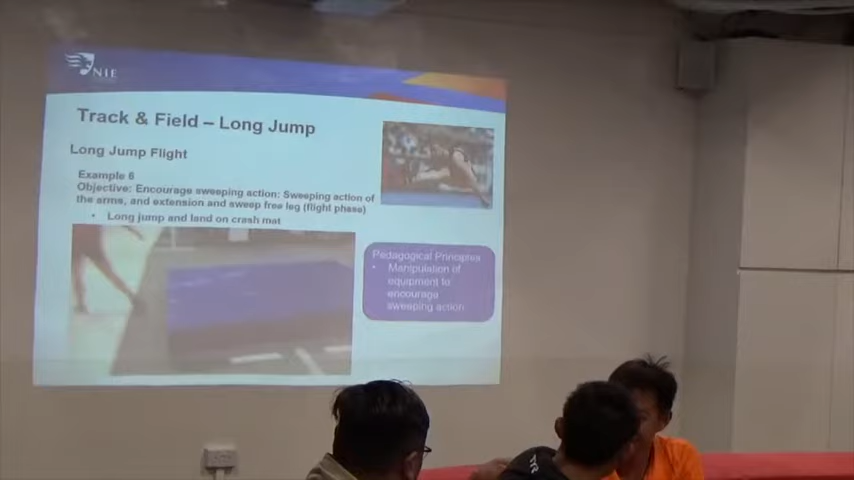 NIE
Track & Field – Long Jump
Long Jump Flight
Example 6
Objective: Encourage sweeping action: Sweeping action of
the arms, and extension and sweep free leg (flight phase)
• Long jump and land on crash mat
Pedagogical Principles
• Manipulation of
equipment to
encourage
sweeping action